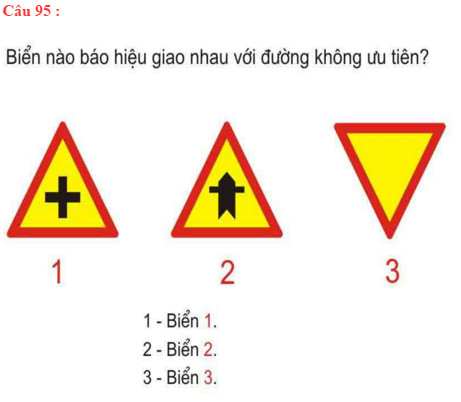 Câu 95 :
Biển nào báo hiệu giao nhau với đường không ưu tiên?
1 2 3
1 - Biển 1.
2 - Biển 2.
3 - Biển 3.